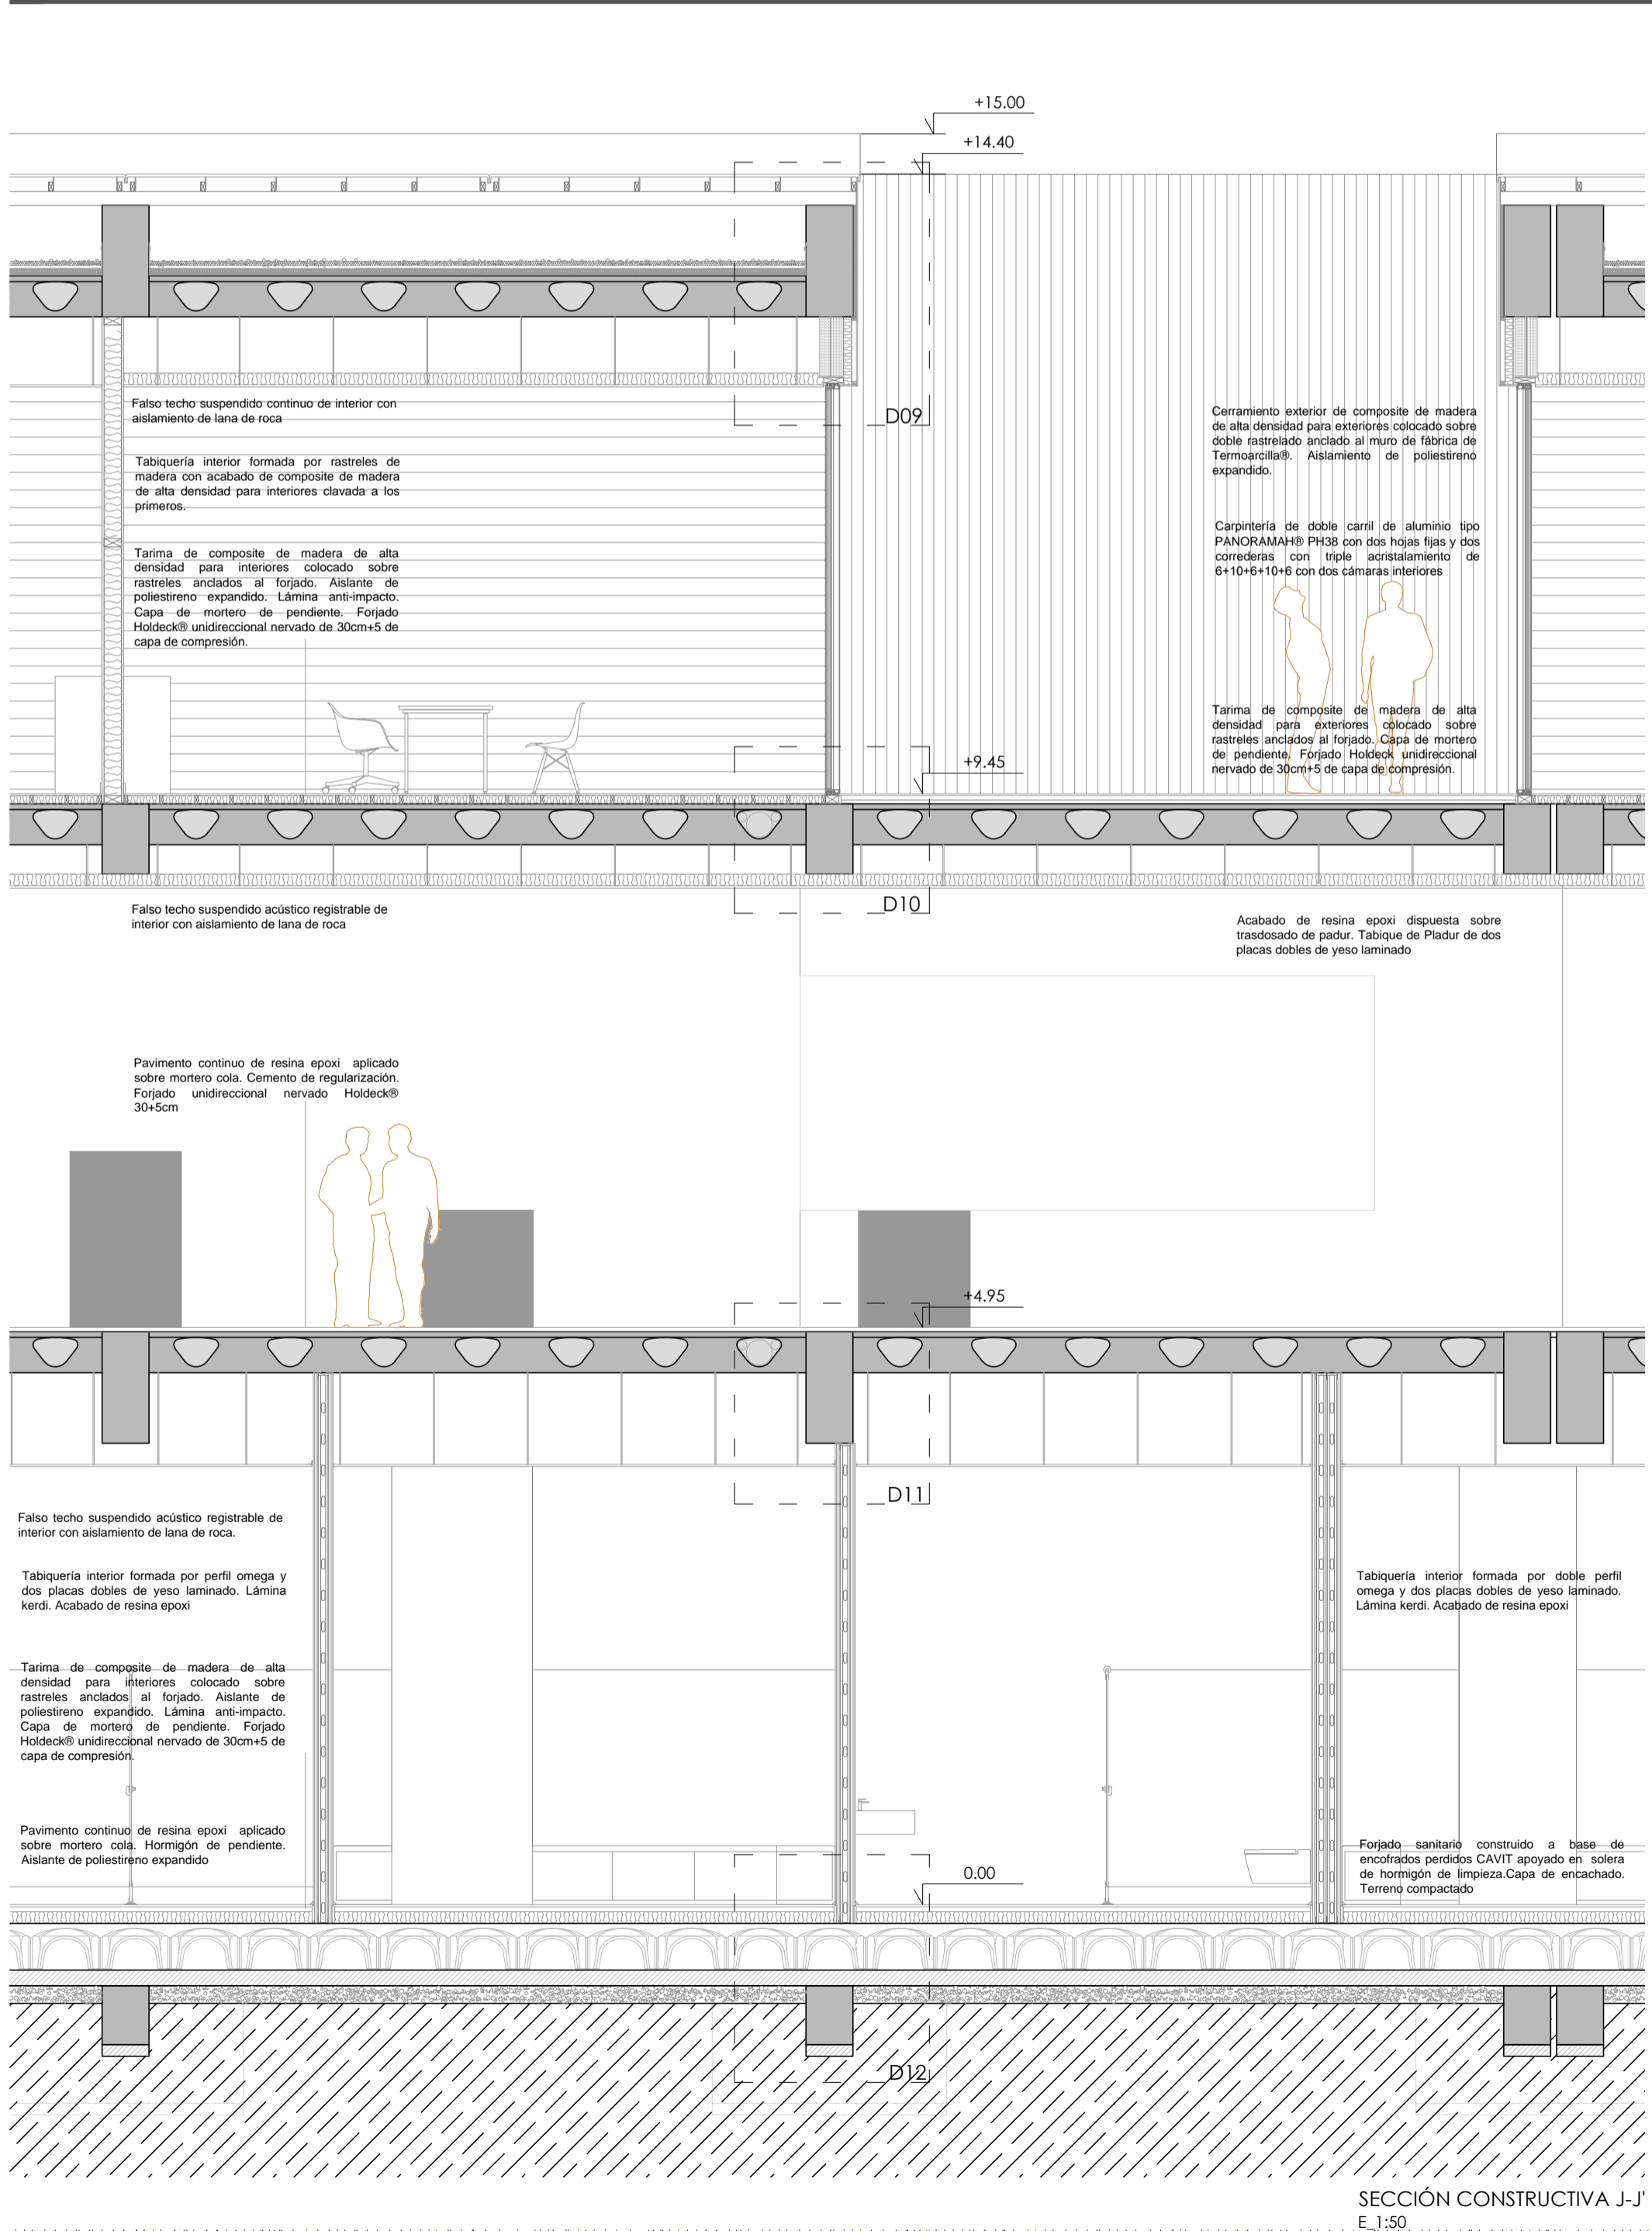 +15.00
+14.40
D09
Falso techo suspendido continuo de interior con
aislamiento de lana de roca
Tabiquería interior formada por rastreles de
madera con acabado de composite de madera
de alta densidad para interiores clavada a los
primeros.
Tarima de composite de madera de alta
densidad para interiores colocado sobre
rastreles anclados al forjado. Aislante de
poliestireno expandido. Lámina anti-impacto.
Capa de mortero de pendiente. Forjado
Holdeck® unidireccional nervado de 30cm+5 de
capa de compresión.
Cerramiento exterior de composite de madera
de alta densidad para exteriores colocado sobre
doble rastrelado anclado al muro de fábrica de
Termoarcilla®. Aislamiento de poliestireno
expandido.
Carpintería de doble carril de aluminio tipo
PANORAMAH® PH38 con dos hojas fijas y dos
correderas con triple acristalamiento de
6+10+6+10+6 con dos cámaras interiores
Tarima de composite de madera de alta
densidad para exteriores colocado sobre
rastreles anclados al forjado. Capa de mortero
de pendiente. Forjado Holdeck unidireccional
nervado de 30cm+5 de capa de compresión.
+9.45
D10
Falso techo suspendido acústico registrable de
interior con aislamiento de lana de roca
Acabado de resina epoxi dispuesta sobre
trasdosado de padur. Tabique de Pladur de dos
placas dobles de yeso laminado
Pavimento continuo de resina epoxi aplicado
sobre mortero cola. Cemento de regularización.
Forjado unidireccional nervado Holdeck®
30+5cm
+4.95
D11
Falso techo suspendido acústico registrable de
interior con aislamiento de lana de roca.
Tabiquería interior formada por perfil omega y
dos placas dobles de yeso laminado. Lámina
kerdi. Acabado de resina epoxi
Tabiquería interior formada por doble perfil
omega y dos placas dobles de yeso laminado.
Lámina kerdi. Acabado de resina epoxi
Tarima de composite de madera de alta
densidad para interiores colocado sobre
rastreles anclados al forjado. Aislante de
poliestireno expandido. Lámina anti-impacto.
Capa de mortero de pendiente. Forjado
Holdeck® unidireccional nervado de 30cm+5 de
capa de compresión.
Pavimento continuo de resina epoxi aplicado
sobre mortero cola. Hormigón de pendiente.
Aislante de poliestireno expandido
0.00
Forjado sanitario construido a base de
encofrados perdidos CAVIT apoyado en solera
de hormigón de limpieza.Capa de encachado.
Terreno compactado
D12
SECCIÓN CONSTRUCTIVA J-J'
E_1:50